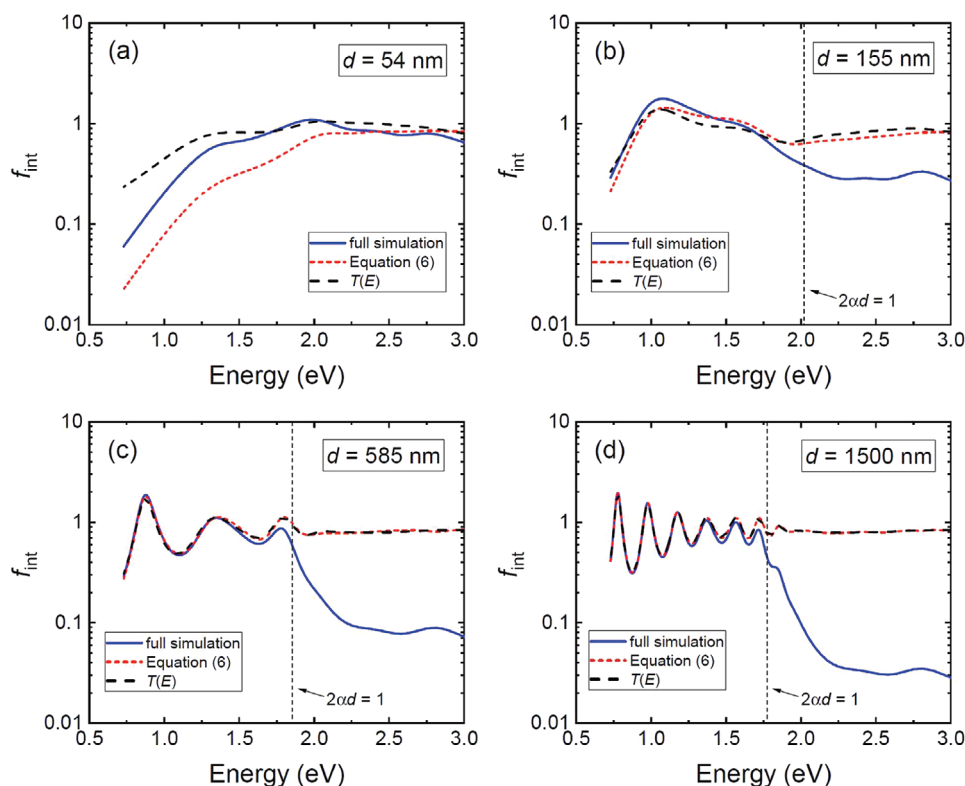 (a)
d = 54 nm
10
1
0.1
0.01
f_int
full simulation
Equation (6)
T(E)
0.5 1.0 1.5 2.0 2.5 3.0
Energy (eV)
(b)
d = 155 nm
10
1
0.1
0.01
f_int
full simulation
Equation (6)
T(E)
2αd = 1
0.5 1.0 1.5 2.0 2.5 3.0
Energy (eV)
(c)
d = 585 nm
10
1
0.1
0.01
f_int
full simulation
Equation (6)
T(E)
2αd = 1
0.5 1.0 1.5 2.0 2.5 3.0
Energy (eV)
(d)
d = 1500 nm
10
1
0.1
0.01
f_int
full simulation
Equation (6)
T(E)
2αd = 1
0.5 1.0 1.5 2.0 2.5 3.0
Energy (eV)